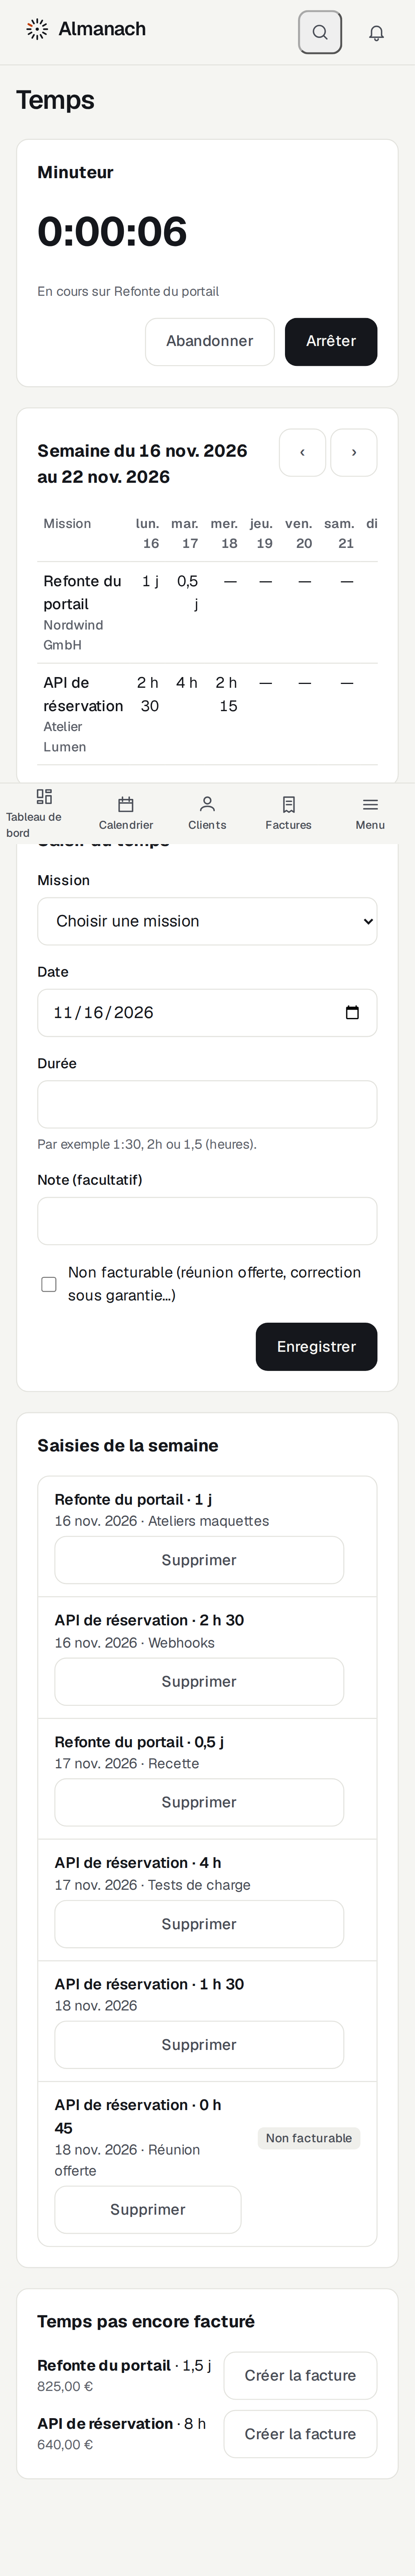 Almanach
Temps
Minuteur
0:00:06
En cours sur Refonte du portail
Abandonner
Arrêter
Semaine du 16 nov. 2026
au 22 nov. 2026
‹ ›
Mission lun. mar. mer. jeu. ven. sam. di
16 17 18 19 20 21
Refonte du 1 j 0,5 — — — —
portail j
Nordwind
GmbH
API de 2 h 4 h 2 h — — —
réservation 30 15
Atelier
Lumen
Tableau de
bord
Calendrier
Clients
Factures
Menu
Mission
Choisir une mission
Date
11/16/2026
Durée
Par exemple 1:30, 2h ou 1,5 (heures).
Note (facultatif)
Non facturable (réunion offerte, correction
sous garantie…)
Enregistrer
Saisies de la semaine
Refonte du portail · 1 j
16 nov. 2026 · Ateliers maquettes
Supprimer
API de réservation · 2 h 30
16 nov. 2026 · Webhooks
Supprimer
Refonte du portail · 0,5 j
17 nov. 2026 · Recette
Supprimer
API de réservation · 4 h
17 nov. 2026 · Tests de charge
Supprimer
API de réservation · 1 h 30
18 nov. 2026
Supprimer
API de réservation · 0 h
45
18 nov. 2026 · Réunion
offerte
Non facturable
Supprimer
Temps pas encore facturé
Refonte du portail · 1,5 j
825,00 €
Créer la facture
API de réservation · 8 h
640,00 €
Créer la facture